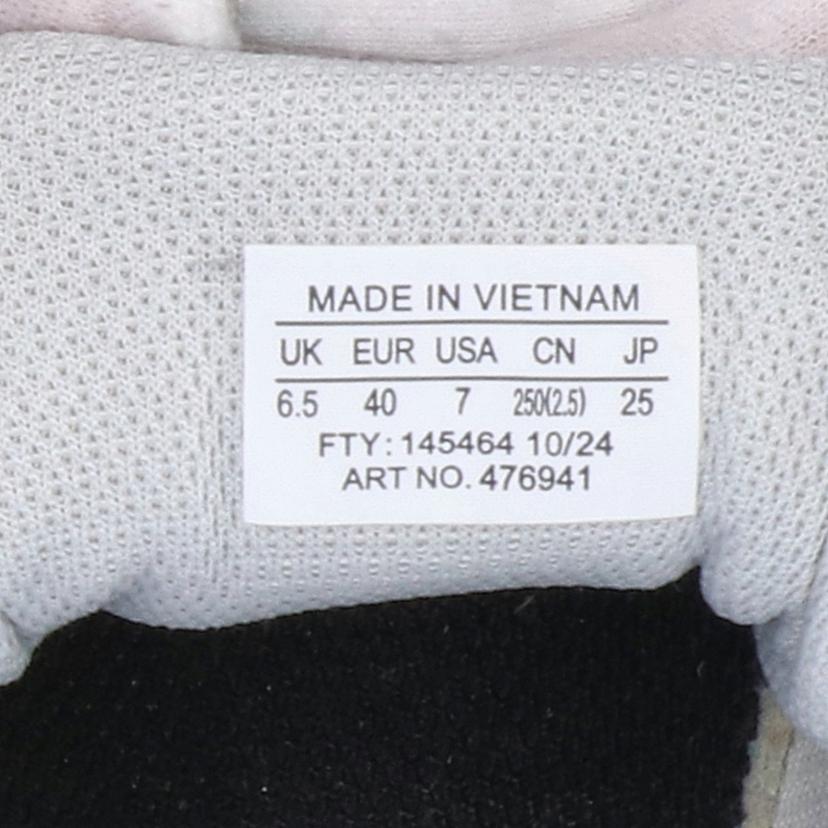 MADE IN VIETNAM
UK EUR USA CN JP
6.5 40 7 250(2.5) 25
FTY: 145464 10/24
ART NO. 476941